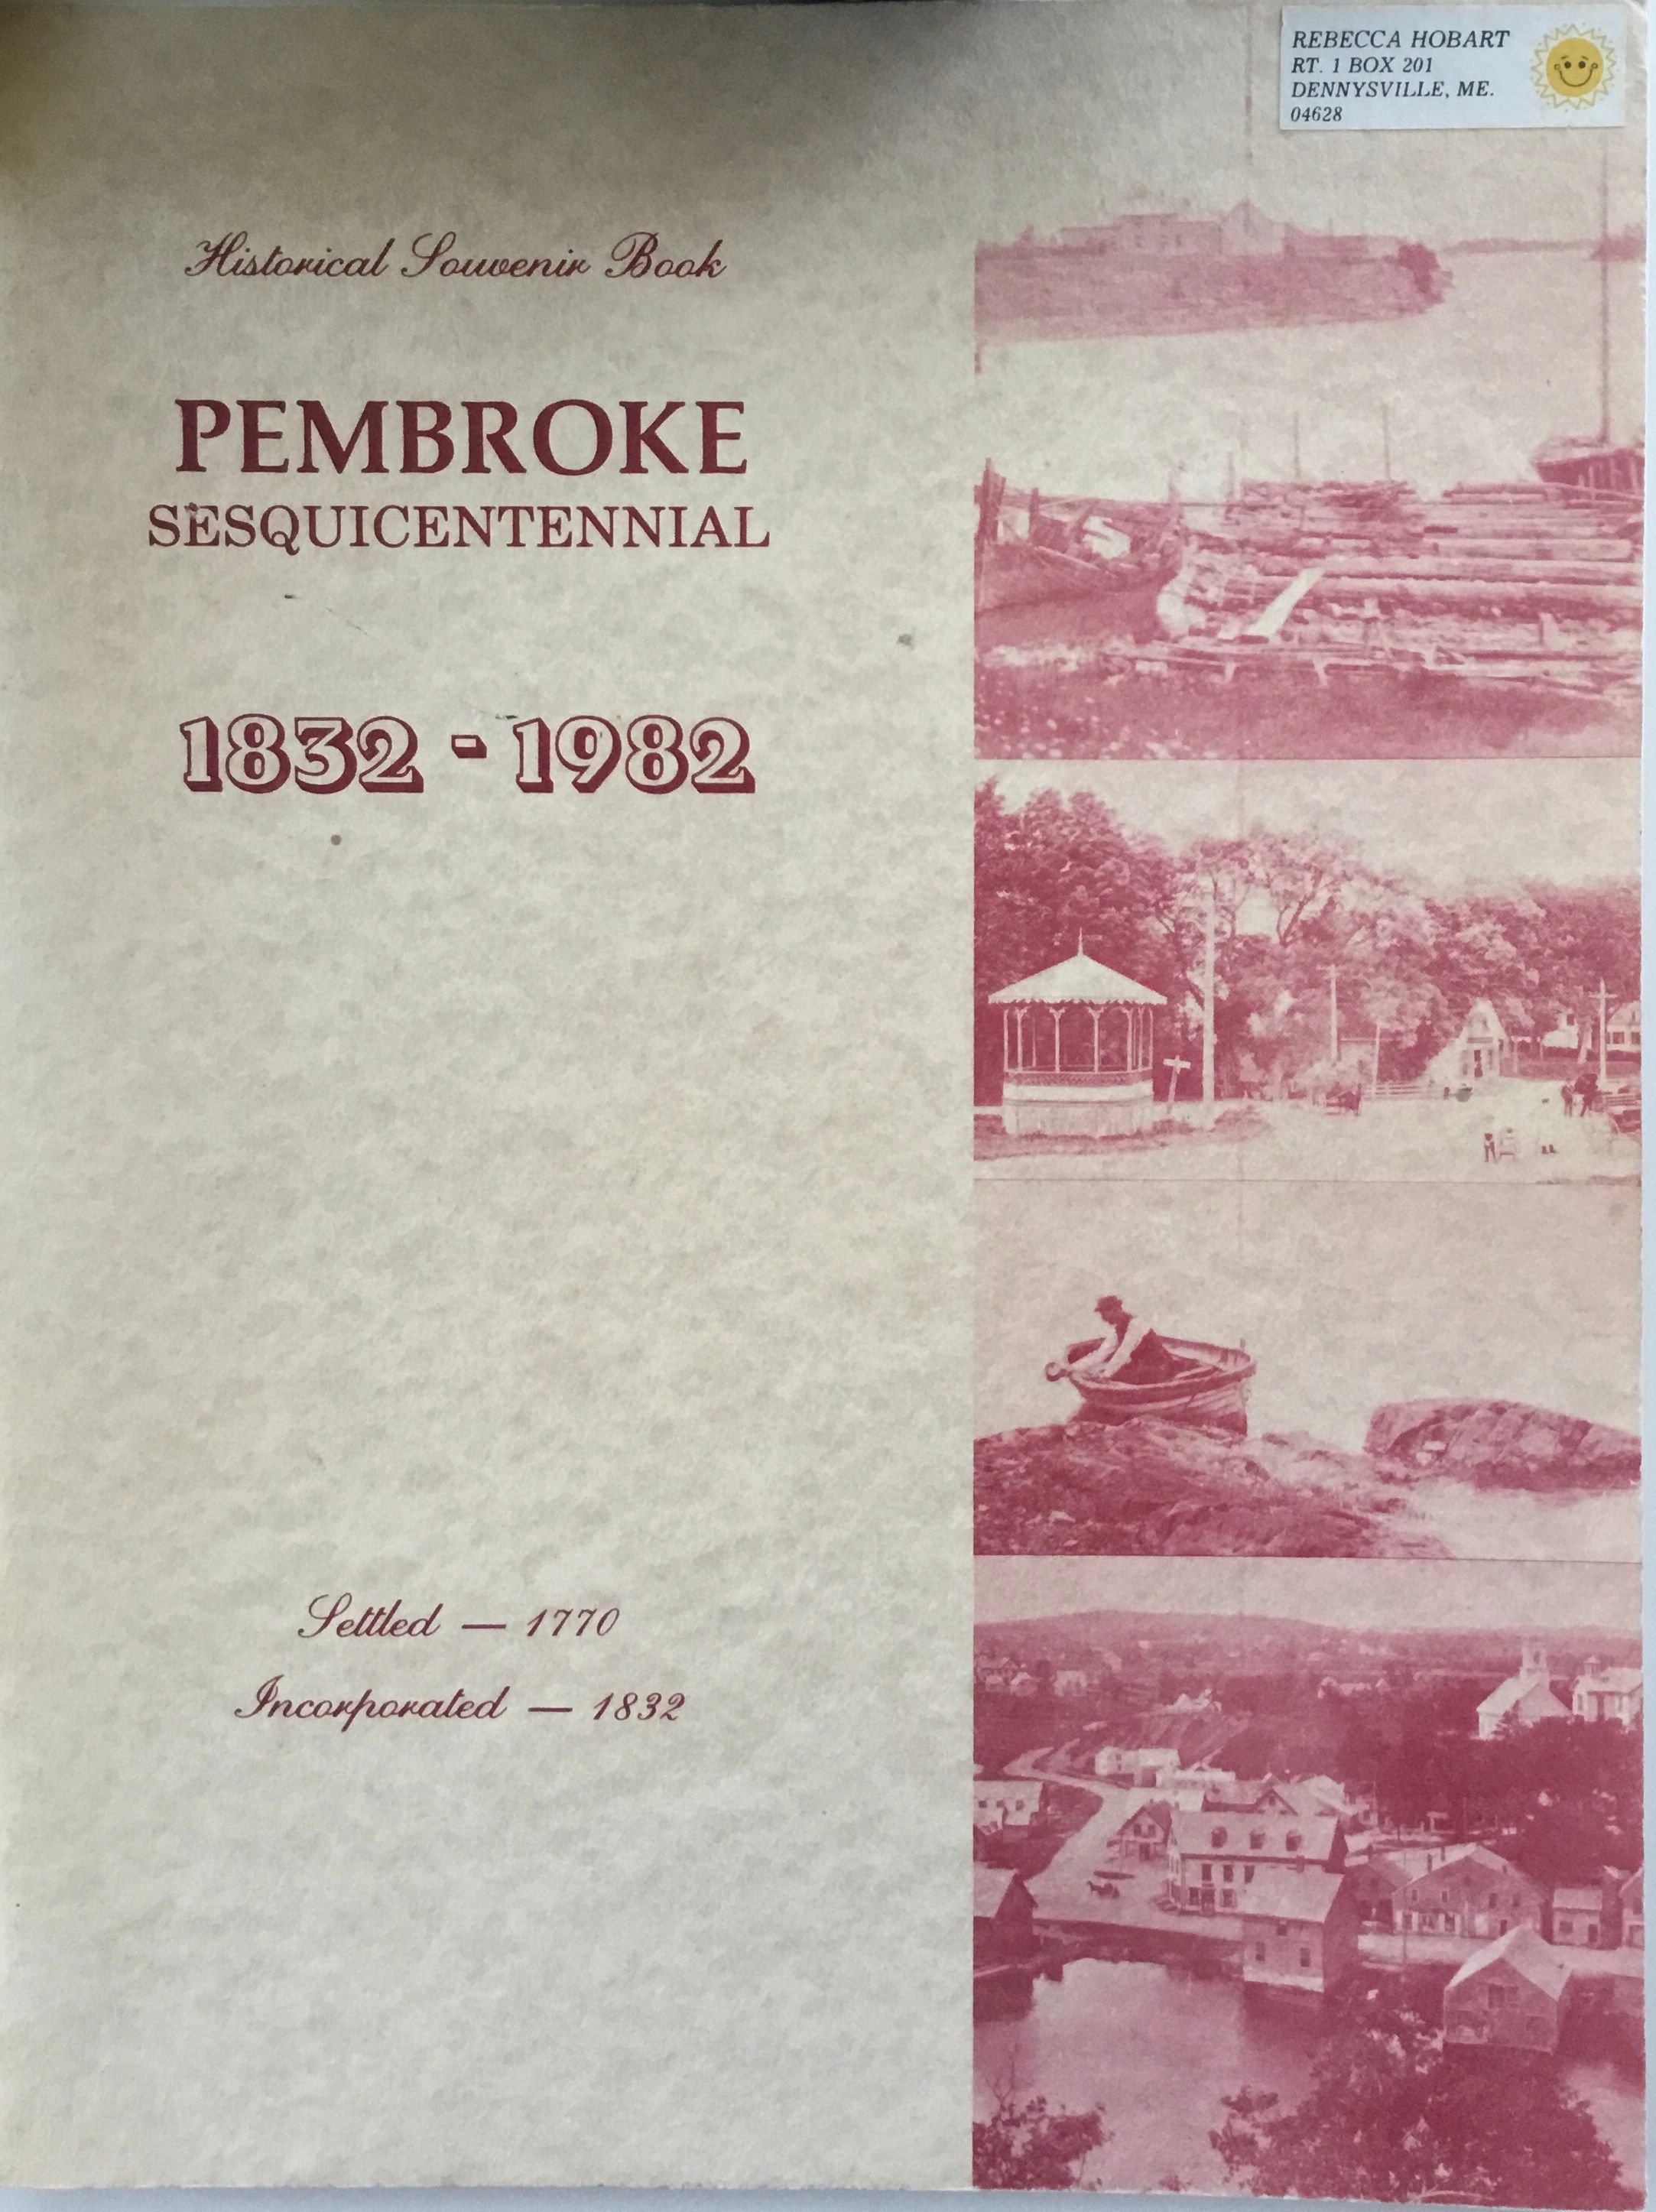 REBECCA HOBART
RT. 1 BOX 201
DENNYSVILLE, ME.
04628
Historical Souvenir Book
PEMBROKE
SESQUICENTENNIAL
1832 - 1982
Settled — 1770
Incorporated — 1832